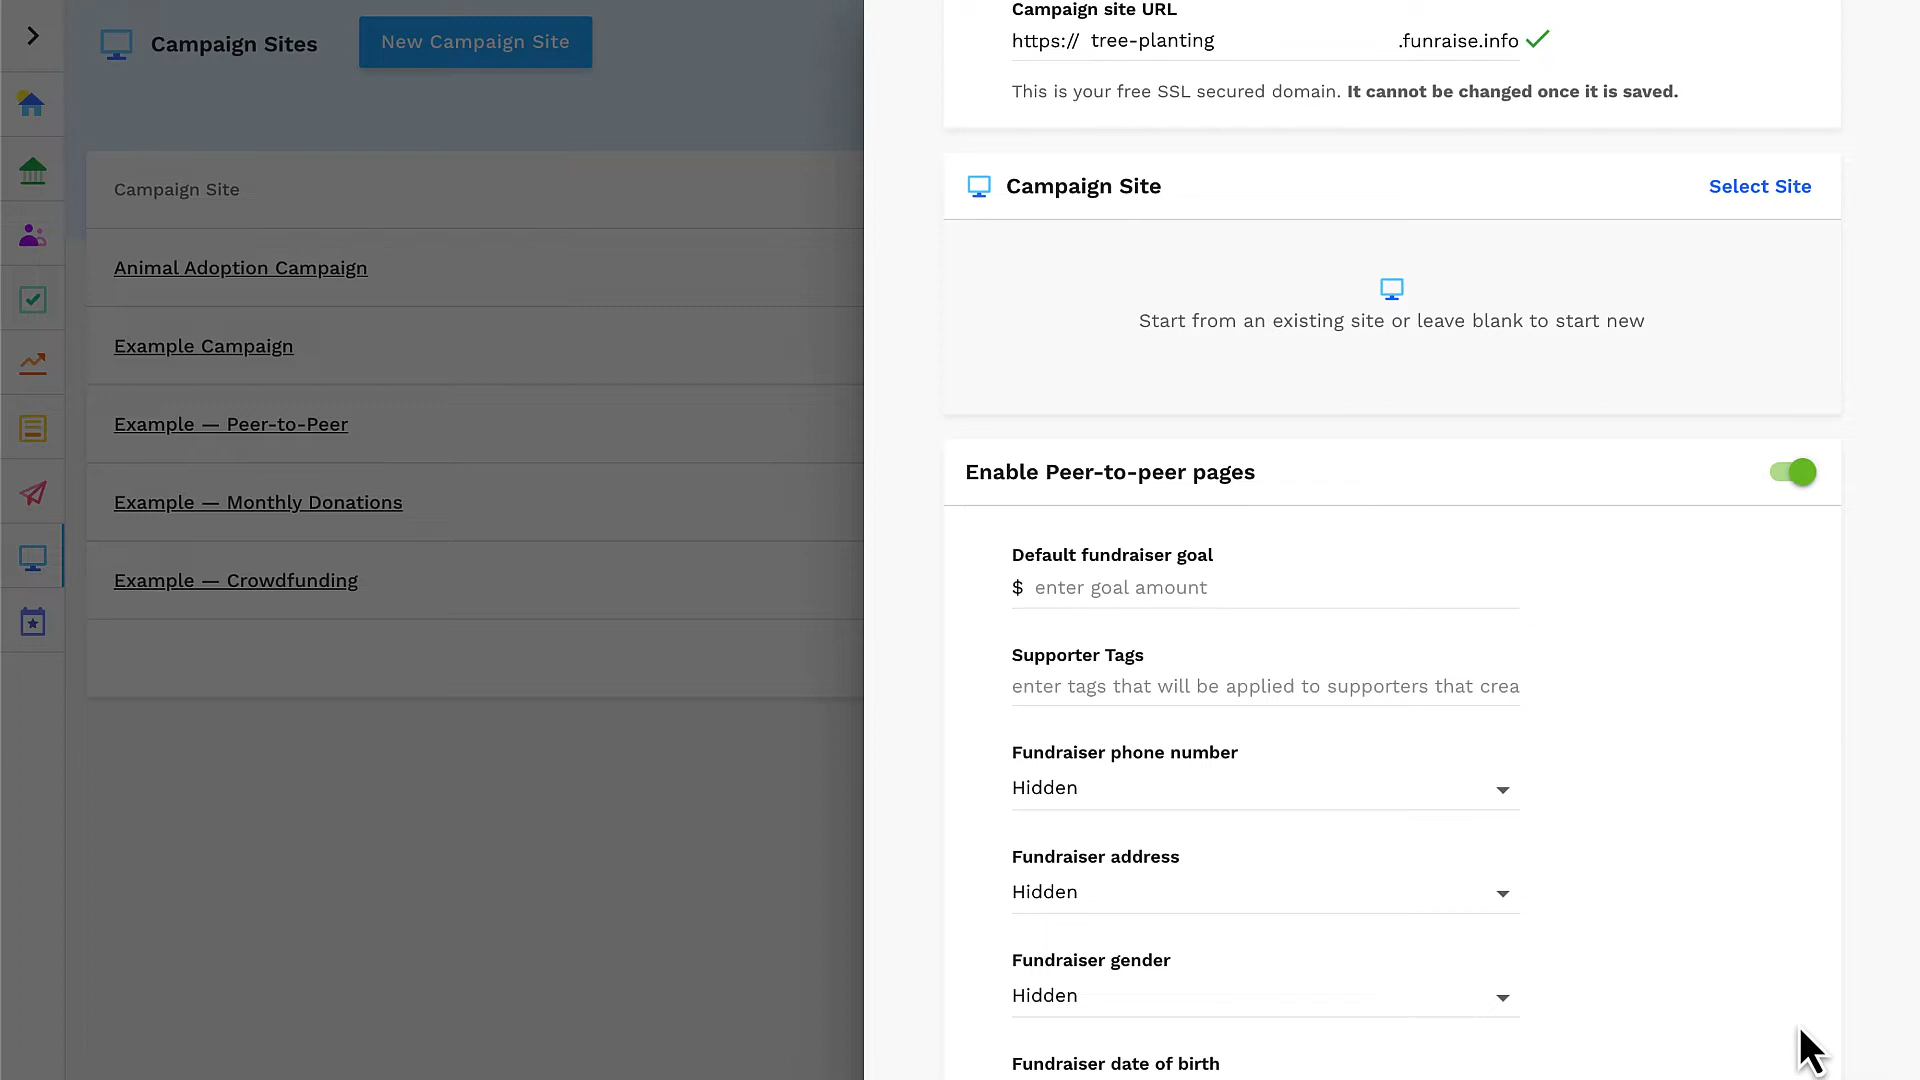 Campaign Sites
New Campaign Site
Campaign Site
Animal Adoption Campaign
Example Campaign
Example — Peer-to-Peer
Example — Monthly Donations
Example — Crowdfunding
Campaign site URL
https:// tree-planting .funraise.info
This is your free SSL secured domain. It cannot be changed once it is saved.
Campaign Site
Select Site
Start from an existing site or leave blank to start new
Enable Peer-to-peer pages
Default fundraiser goal
$ enter goal amount
Supporter Tags
enter tags that will be applied to supporters that crea
Fundraiser phone number
Hidden
Fundraiser address
Hidden
Fundraiser gender
Hidden
Fundraiser date of birth